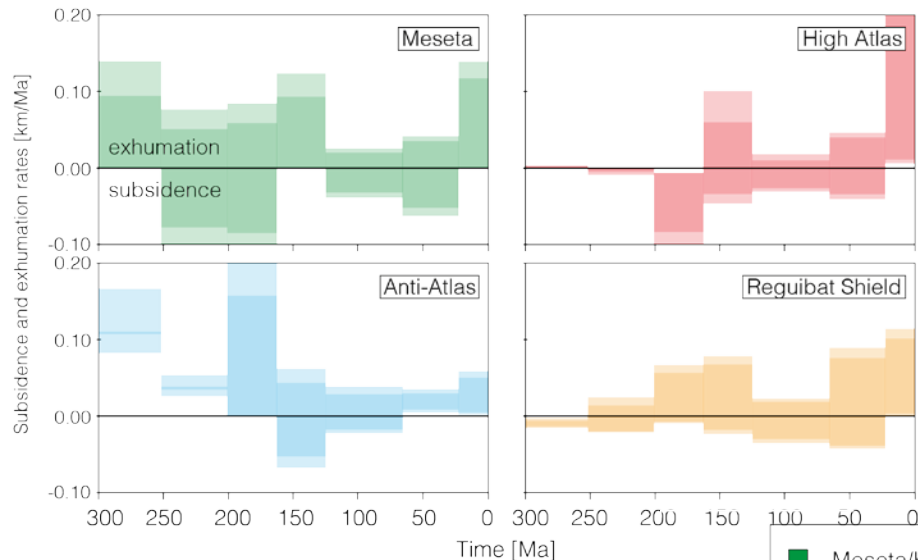 Subsidence and exhumation rates [km/Ma]
0.20
0.10
0.00
-0.10
Meseta
exhumation
subsidence
High Atlas
0.20
0.10
0.00
-0.10
Anti-Atlas
Reguibat Shield
300 250 200 150 100 50 0
300 250 200 150 100 50 0
Time [Ma]